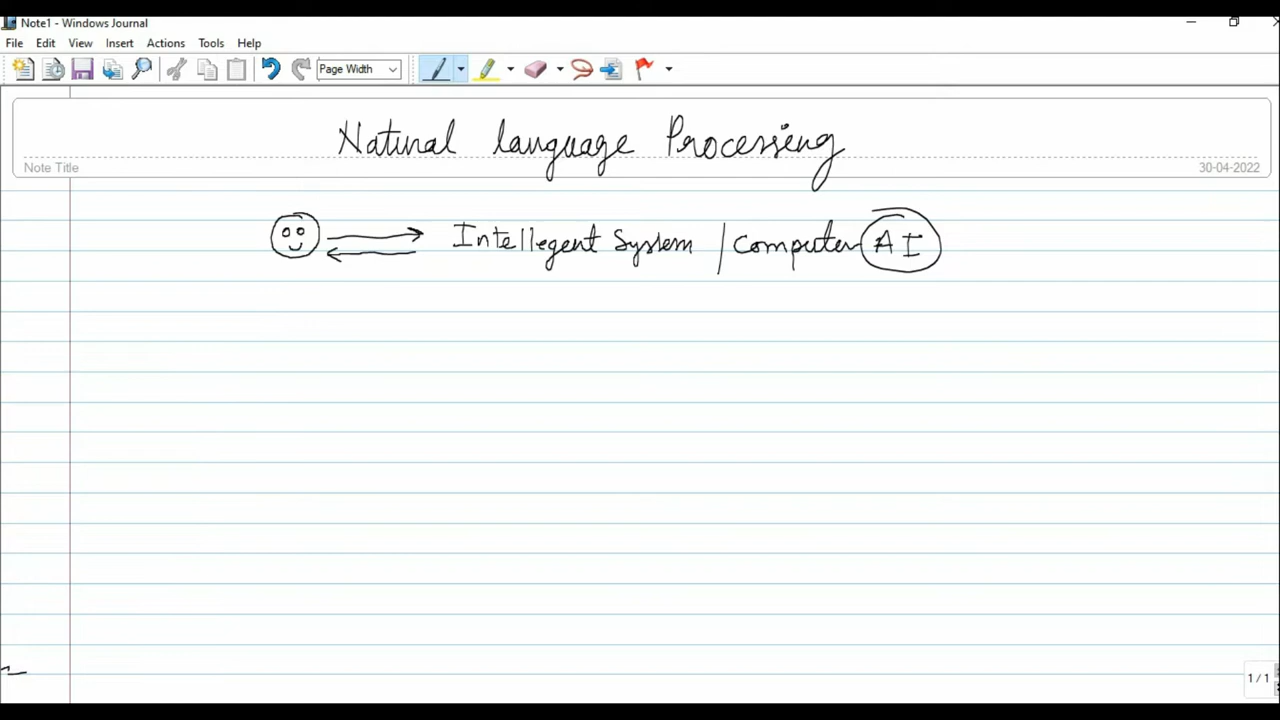 Note1 - Windows Journal
File Edit View Insert Actions Tools Help
Page Width
Natural language Processing
Note Title
30-04-2022
Intellegent System / Computer AI
1 / 1